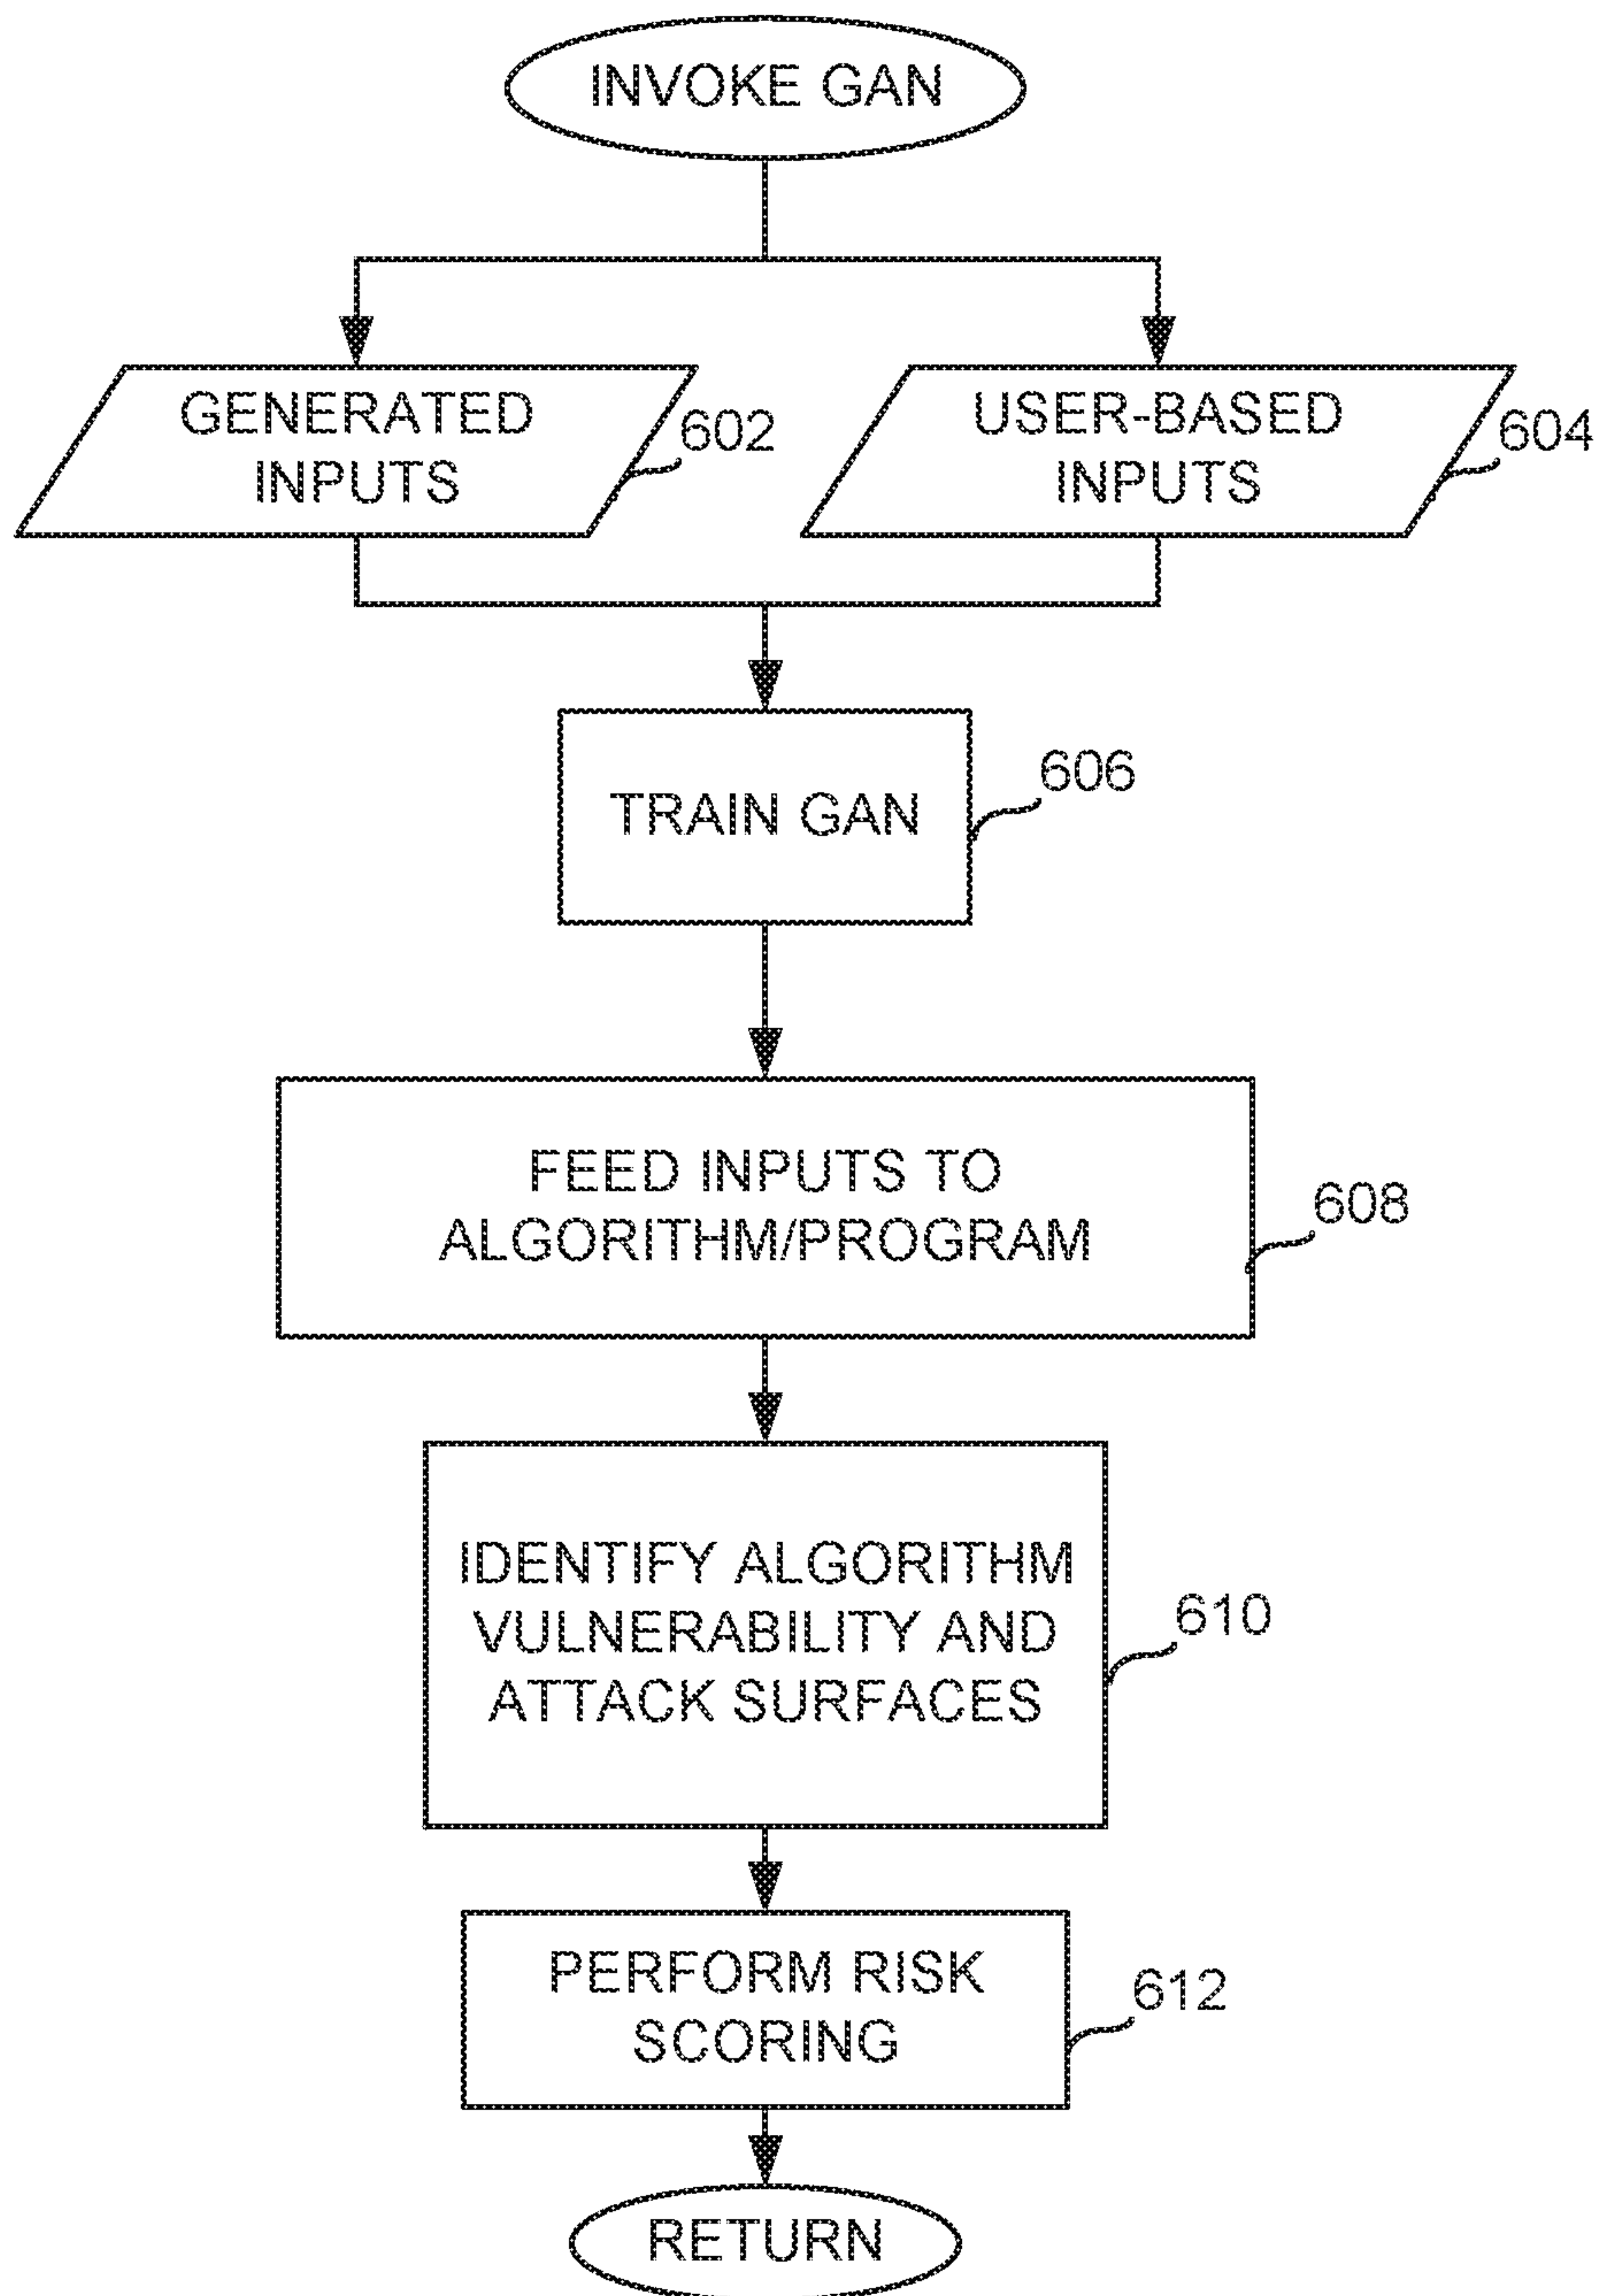 INVOKE GAN
GENERATED
INPUTS
602
USER-BASED
INPUTS
604
TRAIN GAN
606
FEED INPUTS TO
ALGORITHM/PROGRAM
608
IDENTIFY ALGORITHM
VULNERABILITY AND
ATTACK SURFACES
610
PERFORM RISK
SCORING
612
RETURN